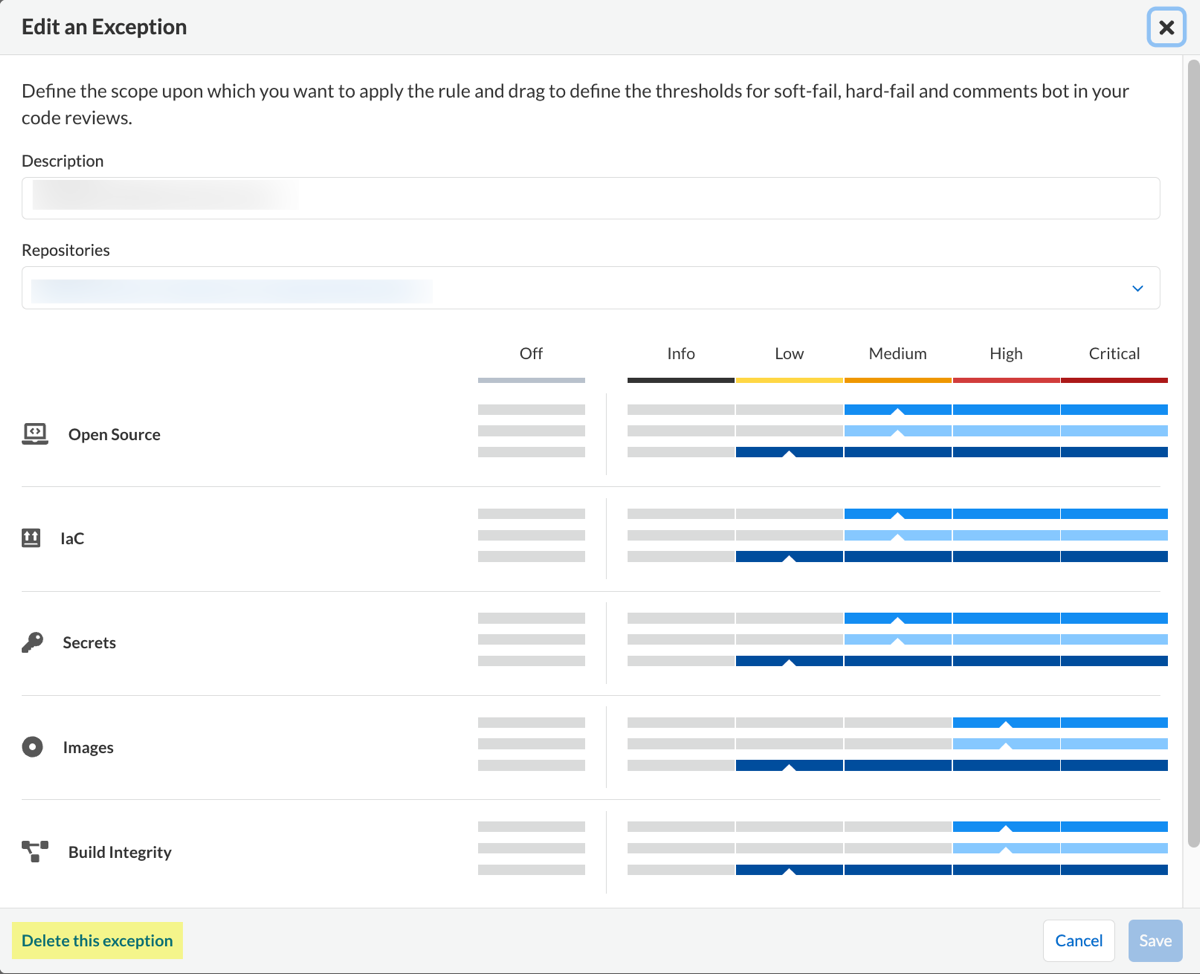 Edit an Exception
Define the scope upon which you want to apply the rule and drag to define the thresholds for soft-fail, hard-fail and comments bot in your
code reviews.
Description
Repositories
Off Info Low Medium High Critical
Open Source
IaC
Secrets
Images
Build Integrity
Delete this exception Cancel Save